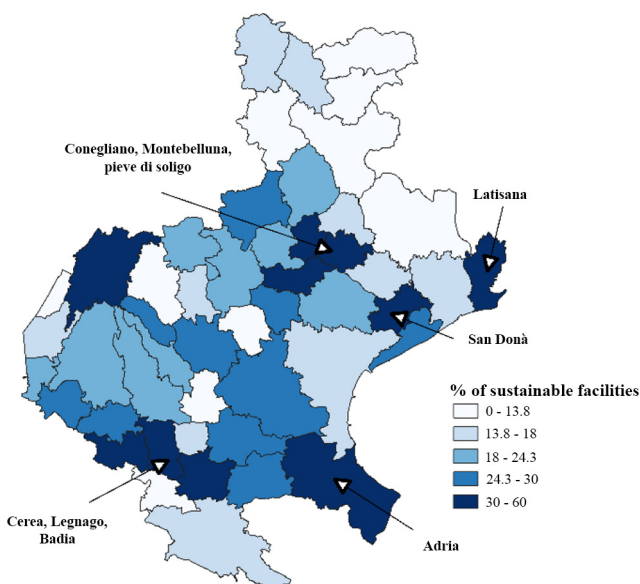 Conegliano, Montebelluna,
pieve di soligo
Latisana
San Donà
% of sustainable facilities
0 - 13.8
13.8 - 18
18 - 24.3
24.3 - 30
30 - 60
Cerea, Legnago,
Badia
Adria